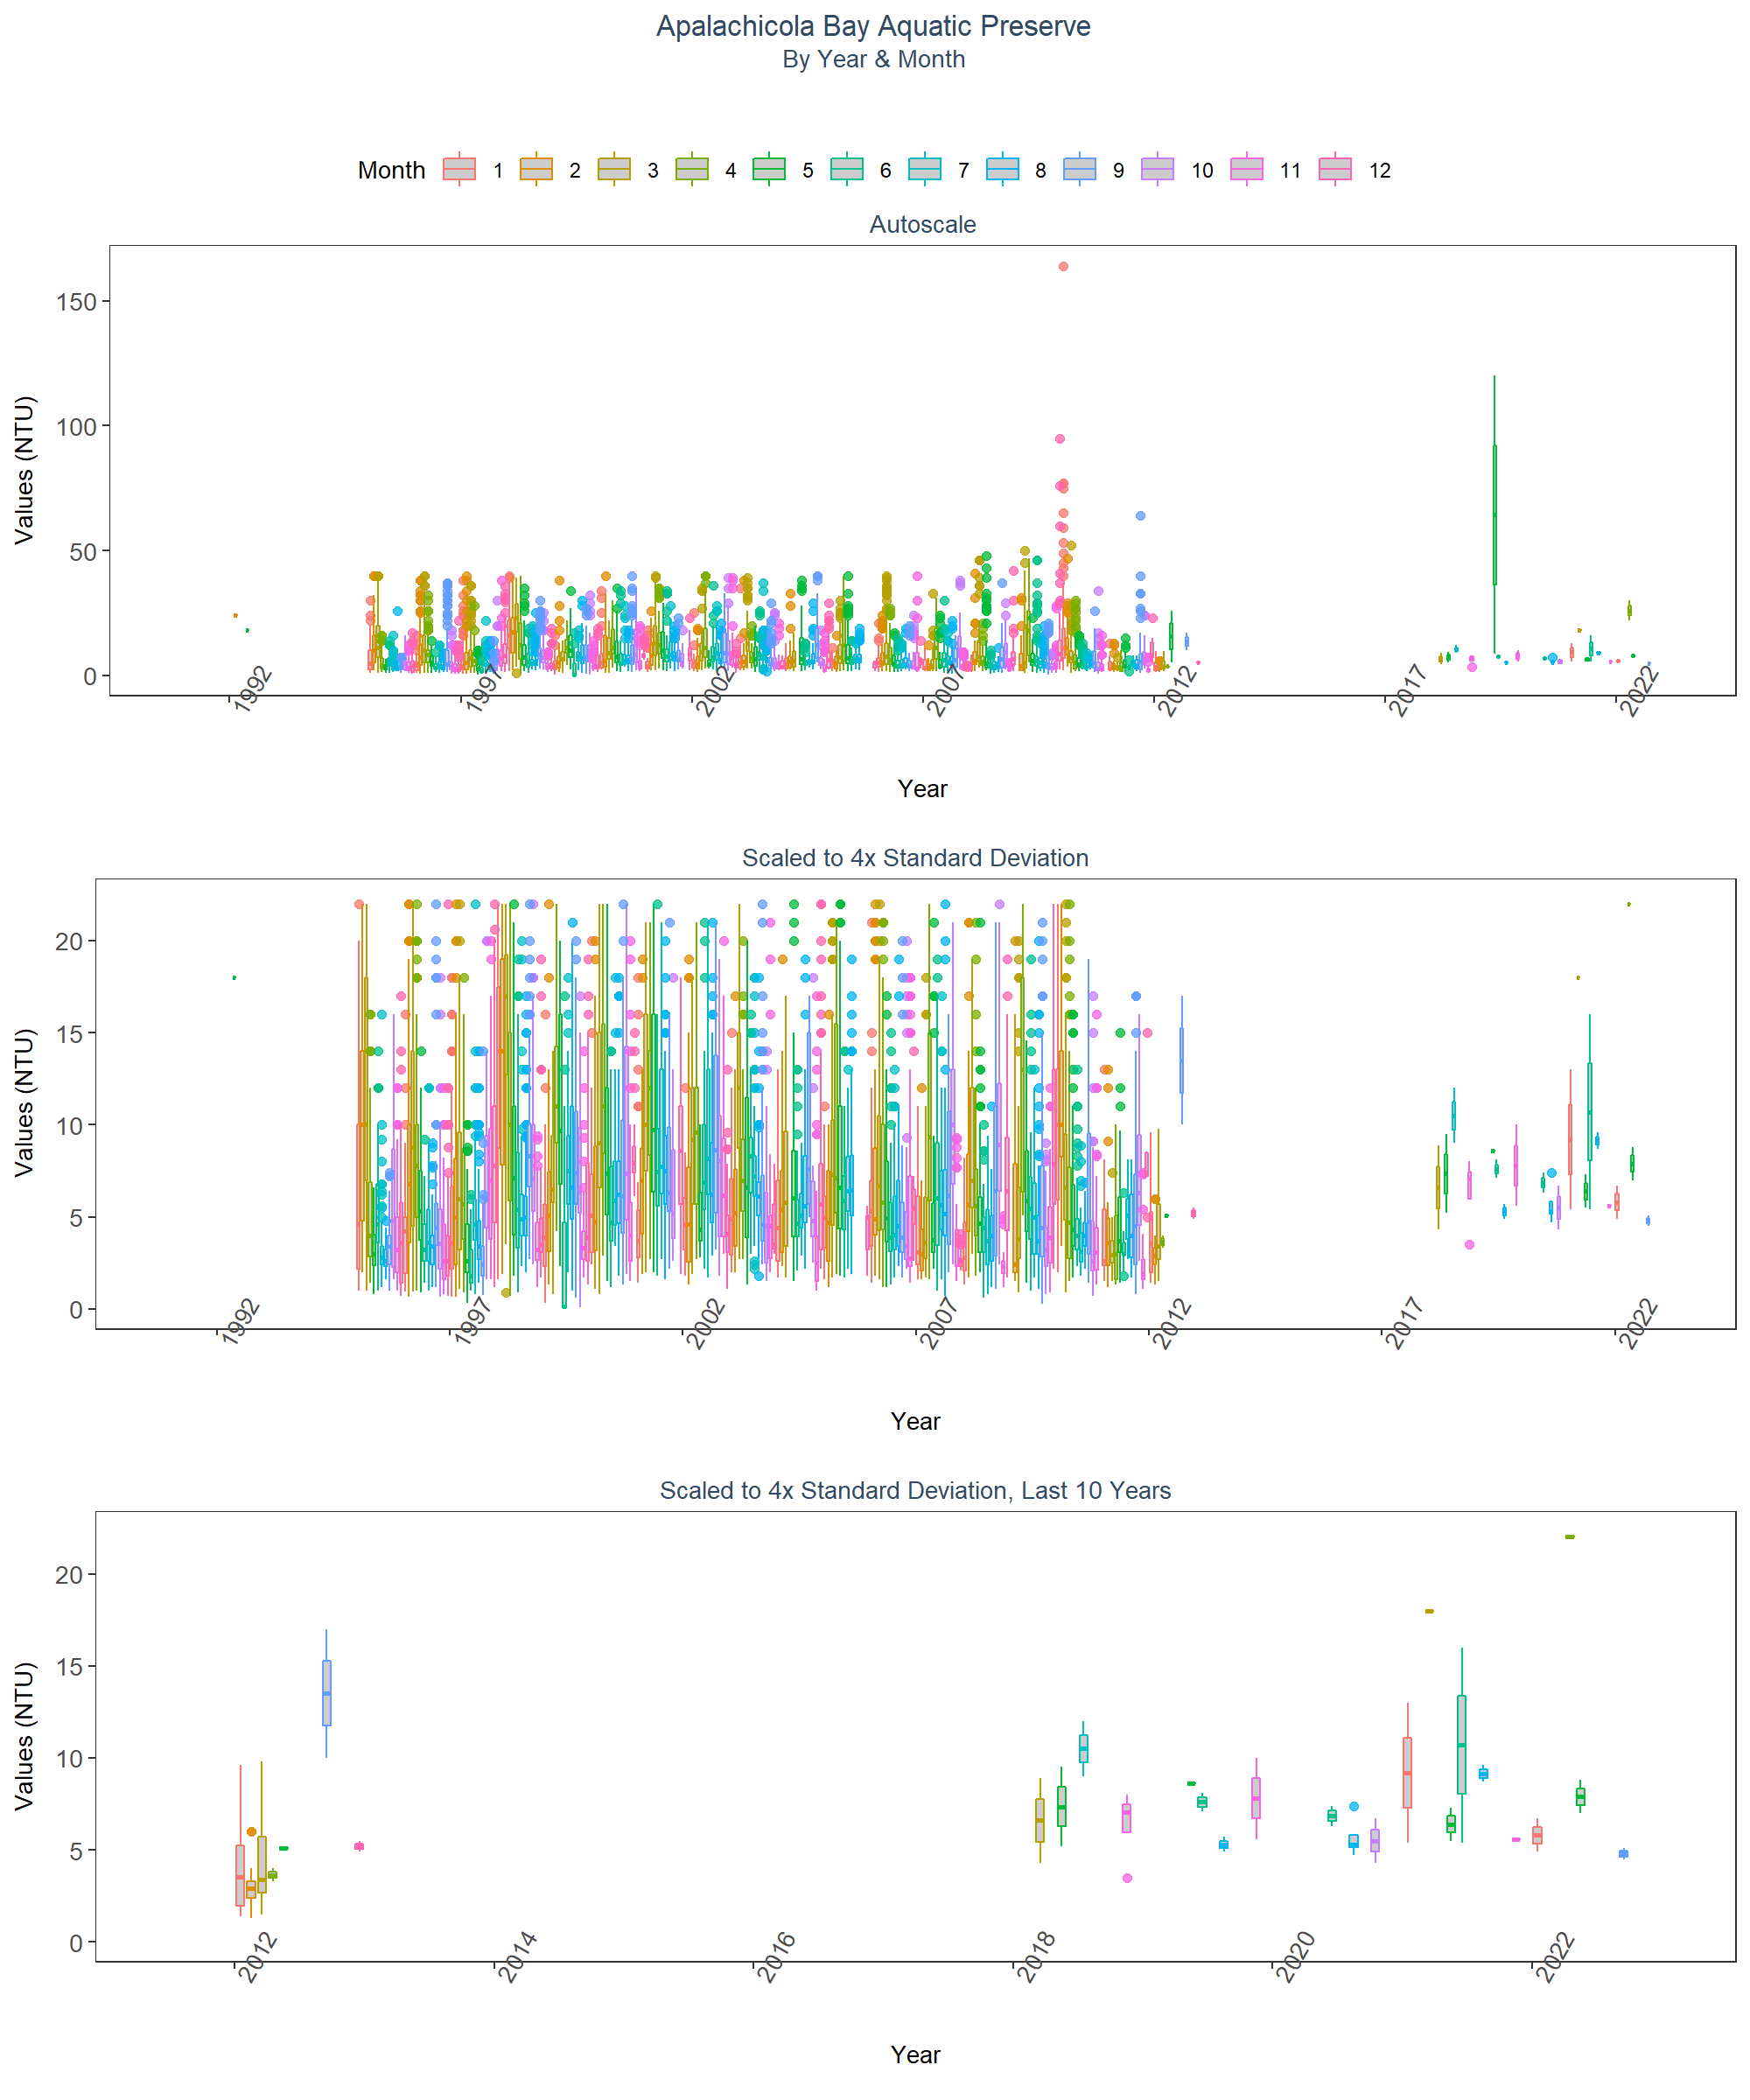 Apalachicola Bay Aquatic Preserve
By Year & Month
Month 1 2 3 4 5 6 7 8 9 10 11 12
Autoscale
Values (NTU)
150
100
50
0
1992 1997 2002 2007 2012 2017 2022
Year
Scaled to 4x Standard Deviation
Values (NTU)
20
15
10
5
0
1992 1997 2002 2007 2012 2017 2022
Year
Scaled to 4x Standard Deviation, Last 10 Years
Values (NTU)
20
15
10
5
0
2012 2014 2016 2018 2020 2022
Year